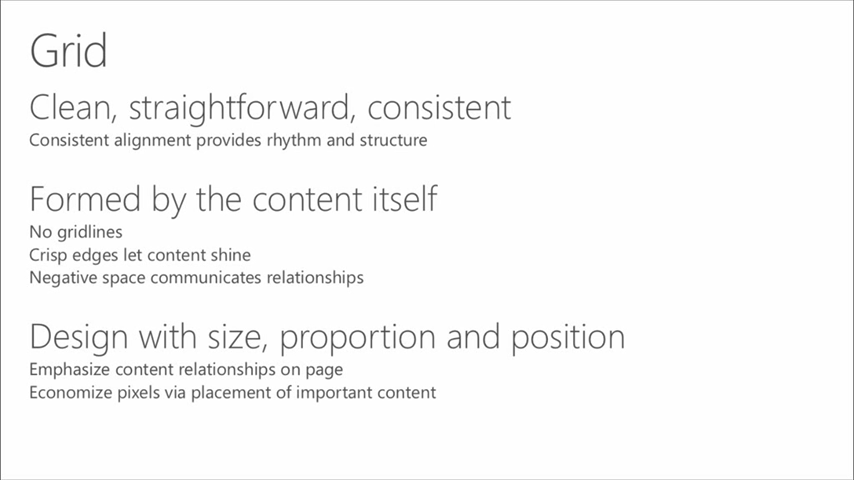 Grid
Clean, straightforward, consistent
Consistent alignment provides rhythm and structure
Formed by the content itself
No gridlines
Crisp edges let content shine
Negative space communicates relationships
Design with size, proportion and position
Emphasize content relationships on page
Economize pixels via placement of important content